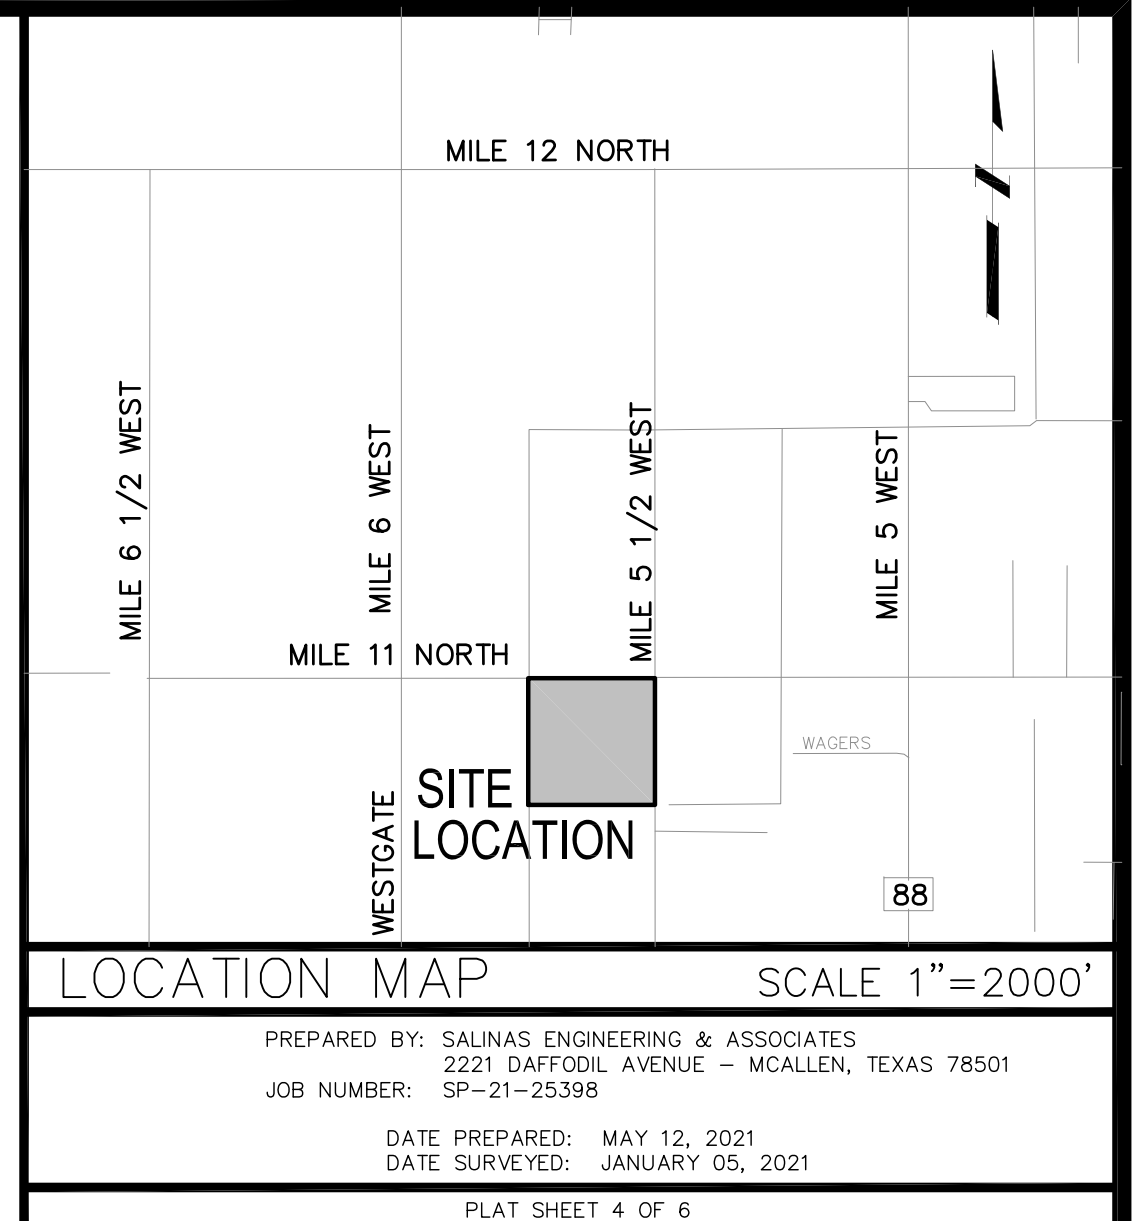 MILE 12 NORTH
MILE 6 1/2 WEST
MILE 6 WEST
MILE 5 1/2 WEST
MILE 5 WEST
MILE 11 NORTH
WAGERS
SITE
LOCATION
WESTGATE
88
LOCATION MAP SCALE 1"=2000'
PREPARED BY: SALINAS ENGINEERING & ASSOCIATES
2221 DAFFODIL AVENUE – MCALLEN, TEXAS 78501
JOB NUMBER: SP–21–25398
DATE PREPARED: MAY 12, 2021
DATE SURVEYED: JANUARY 05, 2021
PLAT SHEET 4 OF 6